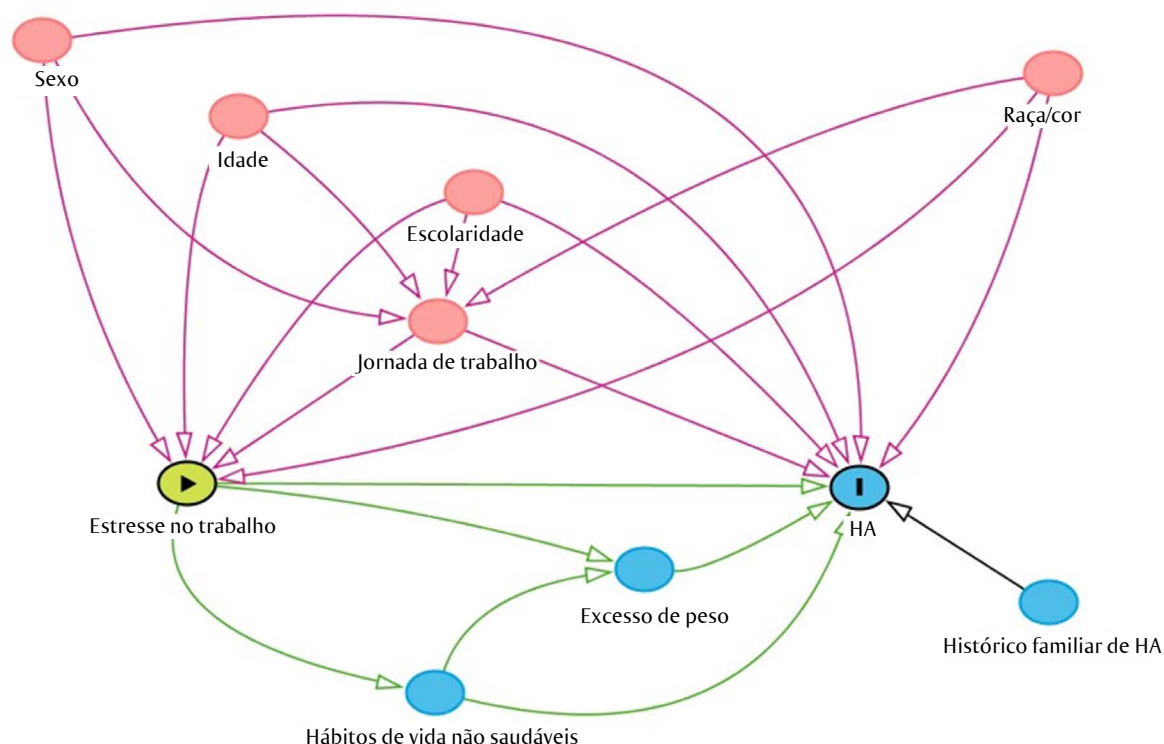 Sexo
Raça/cor
Idade
Escolaridade
Jornada de trabalho
Estresse no trabalho
HA
Excesso de peso
Histórico familiar de HA
Hábitos de vida não saudáveis